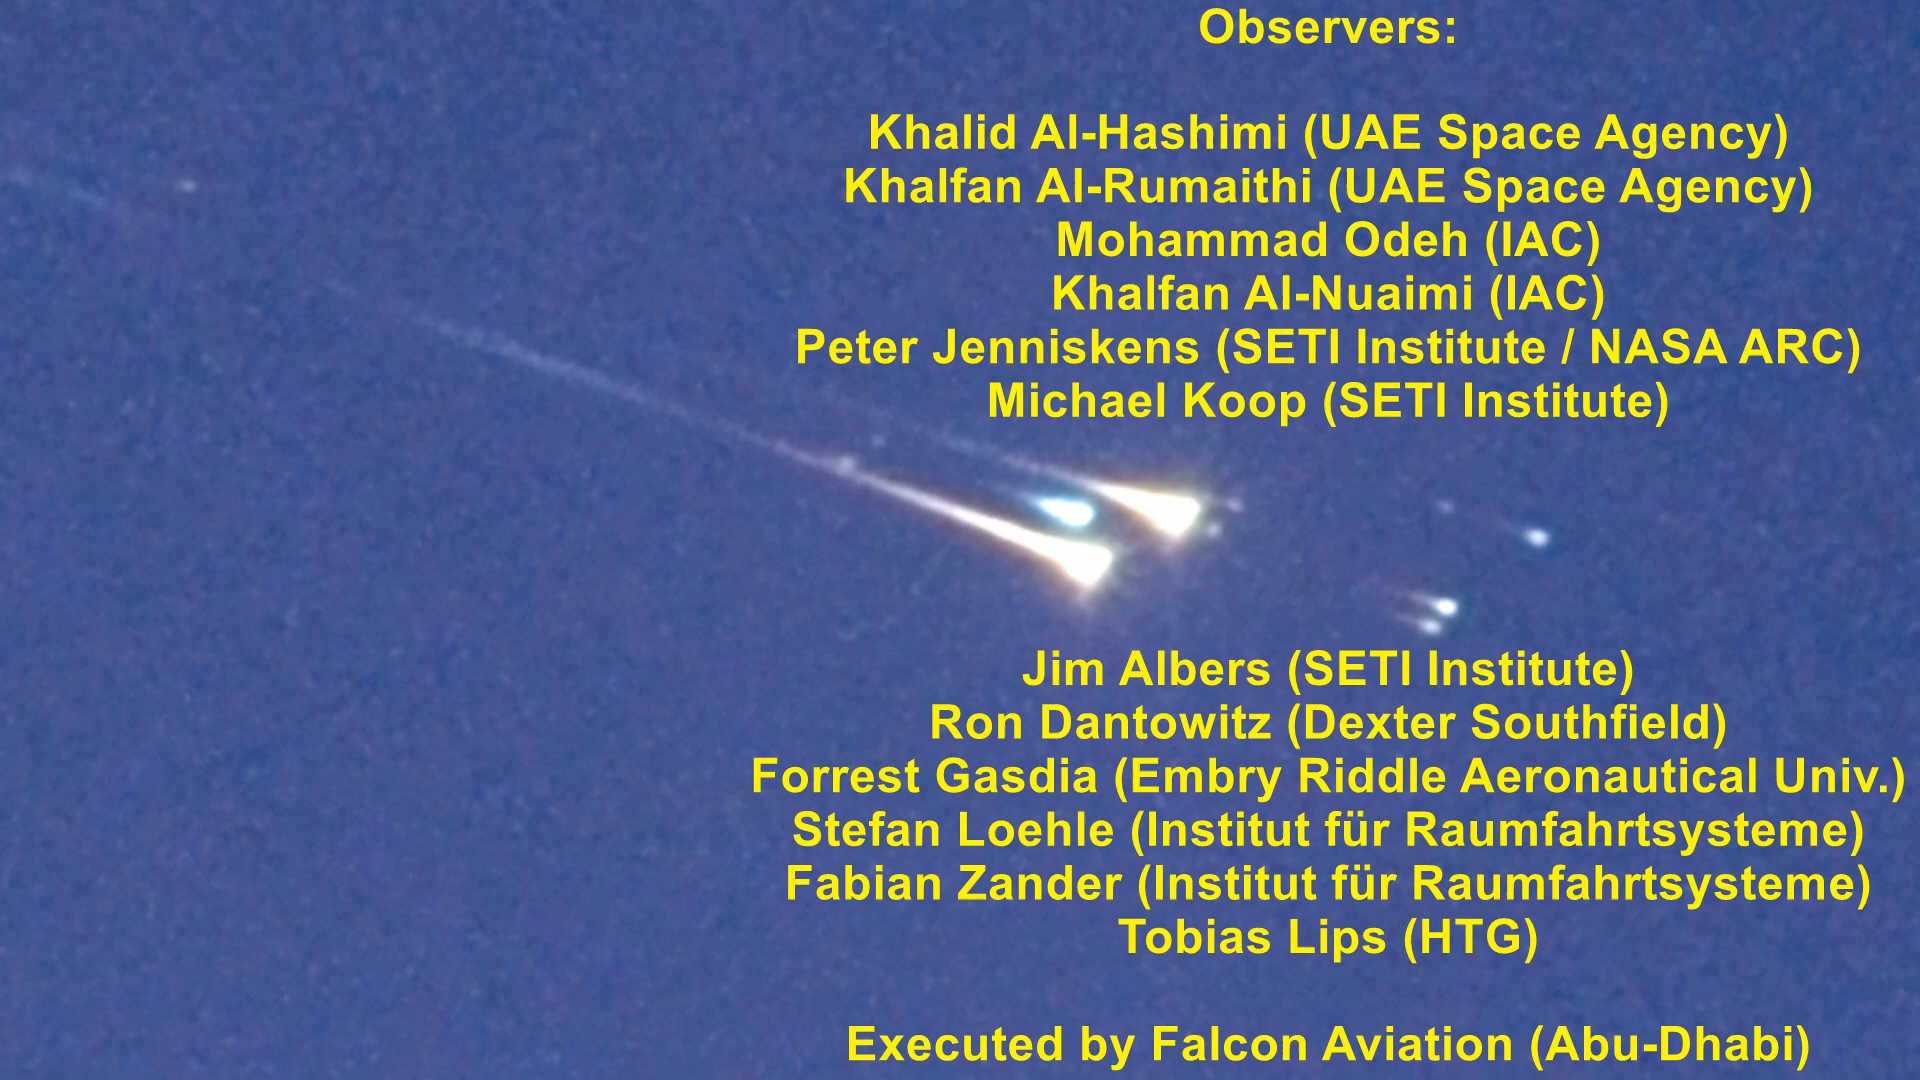 Observers:
Khalid Al-Hashimi (UAE Space Agency)
Khalfan Al-Rumaithi (UAE Space Agency)
Mohammad Odeh (IAC)
Khalfan Al-Nuaimi (IAC)
Peter Jenniskens (SETI Institute / NASA ARC)
Michael Koop (SETI Institute)
Jim Albers (SETI Institute)
Ron Dantowitz (Dexter Southfield)
Forrest Gasdia (Embry Riddle Aeronautical Univ.)
Stefan Loehle (Institut für Raumfahrtsysteme)
Fabian Zander (Institut für Raumfahrtsysteme)
Tobias Lips (HTG)
Executed by Falcon Aviation (Abu-Dhabi)